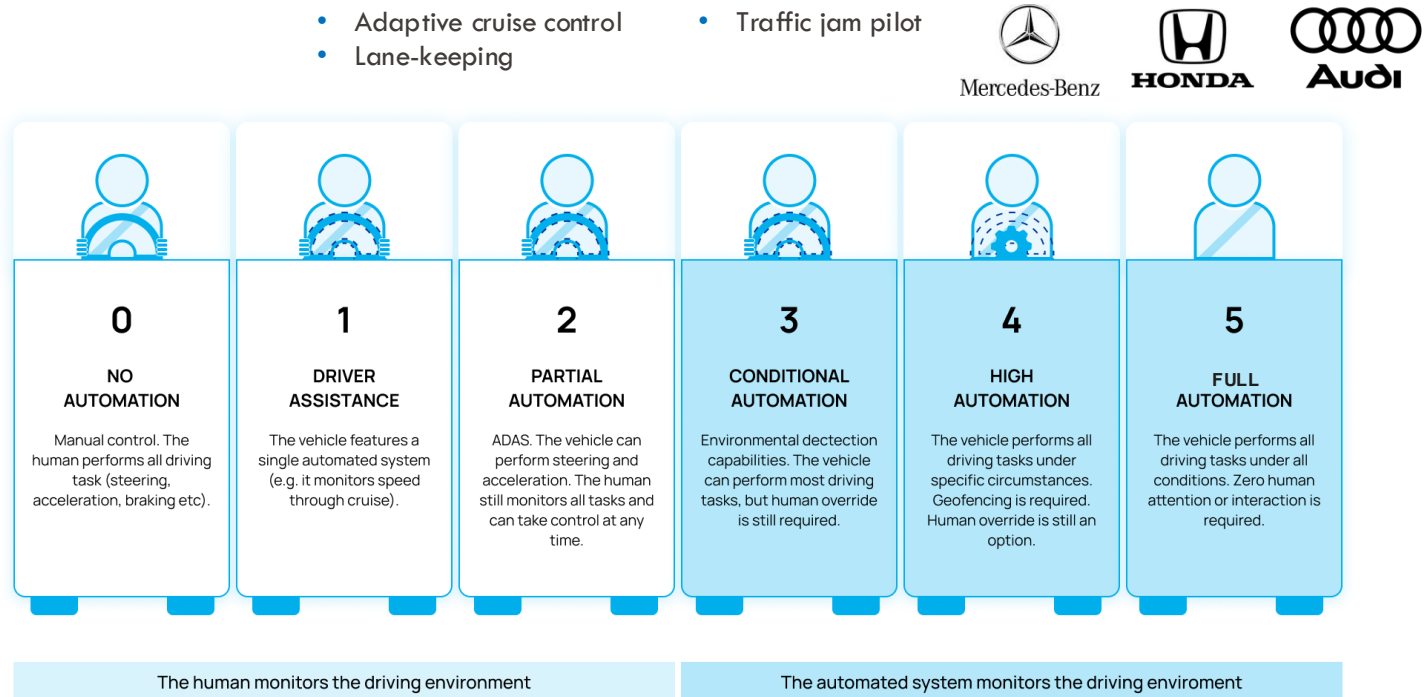 • Adaptive cruise control
• Lane-keeping
• Traffic jam pilot
Mercedes-Benz
HONDA
Audi
0
NO
AUTOMATION
Manual control. The
human performs all driving
task (steering,
acceleration, braking etc).
1
DRIVER
ASSISTANCE
The vehicle features a
single automated system
(e.g. it monitors speed
through cruise).
2
PARTIAL
AUTOMATION
ADAS. The vehicle can
perform steering and
acceleration. The human
still monitors all tasks and
can take control at any
time.
3
CONDITIONAL
AUTOMATION
Environmental dectection
capabilities. The vehicle
can perform most driving
tasks, but human override
is still required.
4
HIGH
AUTOMATION
The vehicle performs all
driving tasks under
specific circumstances.
Geofencing is required.
Human override is still an
option.
5
FULL
AUTOMATION
The vehicle performs all
driving tasks under all
conditions. Zero human
attention or interaction is
required.
The human monitors the driving environment
The automated system monitors the driving enviroment